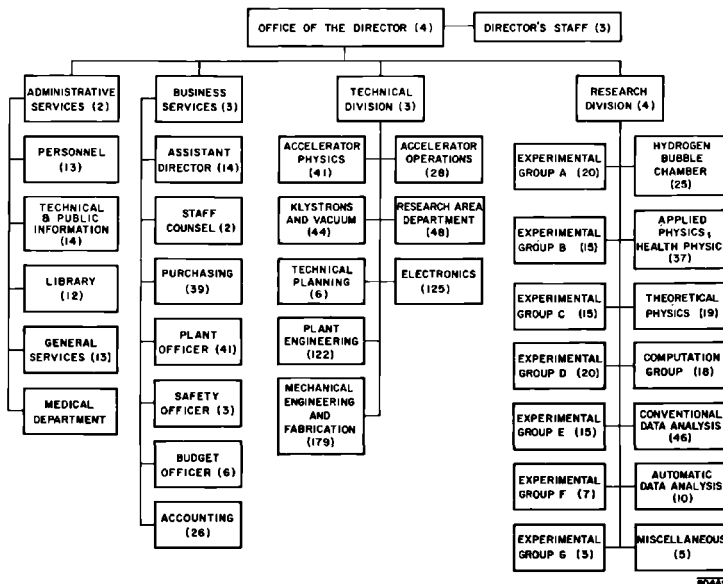 OFFICE OF THE DIRECTOR (4)
DIRECTOR'S STAFF (3)
ADMINISTRATIVE
SERVICES (2)
PERSONNEL
(13)
TECHNICAL
& PUBLIC
INFORMATION
(14)
LIBRARY
(12)
GENERAL
SERVICES (13)
MEDICAL
DEPARTMENT
BUSINESS
SERVICES (3)
ASSISTANT
DIRECTOR (14)
STAFF
COUNSEL (2)
PURCHASING
(39)
PLANT
OFFICER (41)
SAFETY
OFFICER (3)
BUDGET
OFFICER (6)
ACCOUNTING
(26)
TECHNICAL
DIVISION (3)
ACCELERATOR
PHYSICS
(41)
ACCELERATOR
OPERATIONS
(28)
KLYSTRONS
AND VACUUM
(44)
RESEARCH AREA
DEPARTMENT
(48)
TECHNICAL
PLANNING
(6)
ELECTRONICS
(125)
PLANT
ENGINEERING
(122)
MECHANICAL
ENGINEERING
AND
FABRICATION
(179)
RESEARCH
DIVISION (4)
EXPERIMENTAL
GROUP A (20)
HYDROGEN
BUBBLE
CHAMBER
(25)
EXPERIMENTAL
GROUP B (15)
APPLIED
PHYSICS,
HEALTH PHYSICS
(37)
EXPERIMENTAL
GROUP C (15)
THEORETICAL
PHYSICS (19)
EXPERIMENTAL
GROUP D (20)
COMPUTATION
GROUP (18)
EXPERIMENTAL
GROUP E (15)
CONVENTIONAL
DATA ANALYSIS
(46)
EXPERIMENTAL
GROUP F (7)
AUTOMATIC
DATA ANALYSIS
(10)
EXPERIMENTAL
GROUP G (3)
MISCELLANEOUS
(5)